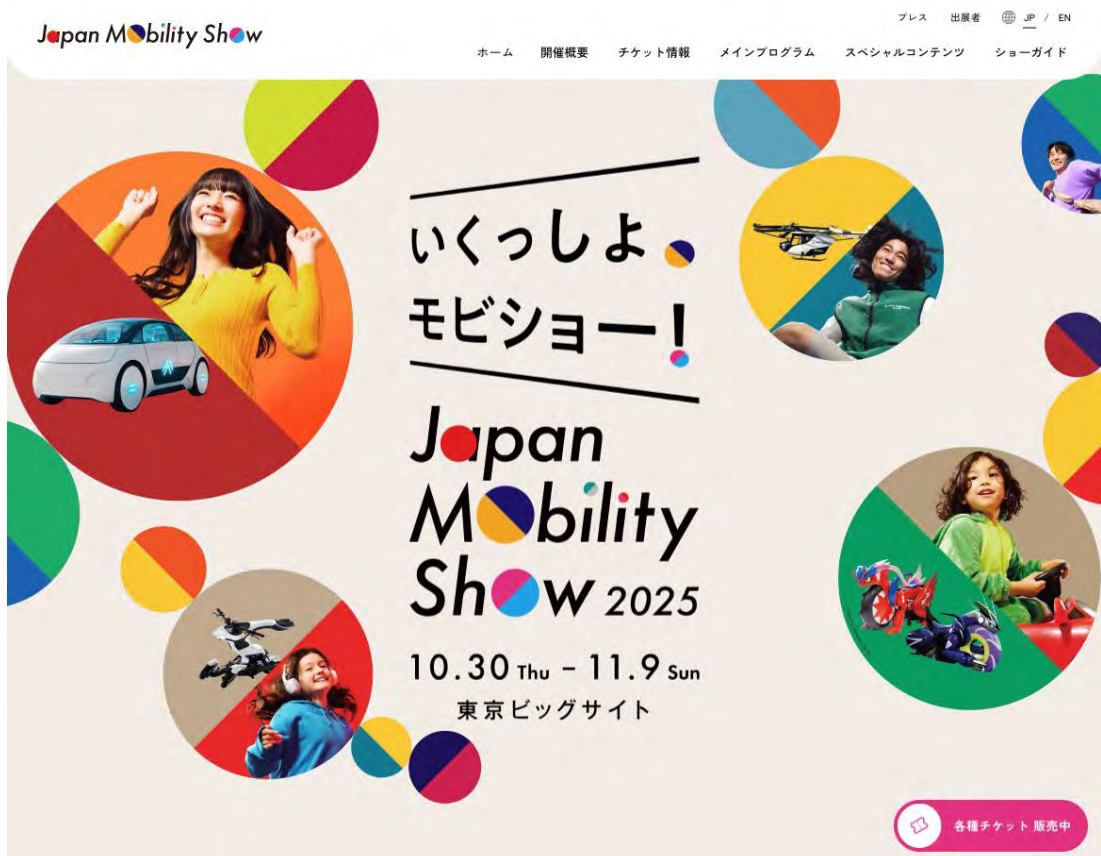 Japan Mobility Show
プレス 出展者 JP / EN
ホーム 開催概要 チケット情報 メインプログラム スペシャルコンテンツ ショーガイド
いくっしょ、
モビショー!
Japan
Mobility
Show 2025
10.30 Thu - 11.9 Sun
東京ビッグサイト
各種チケット 販売中